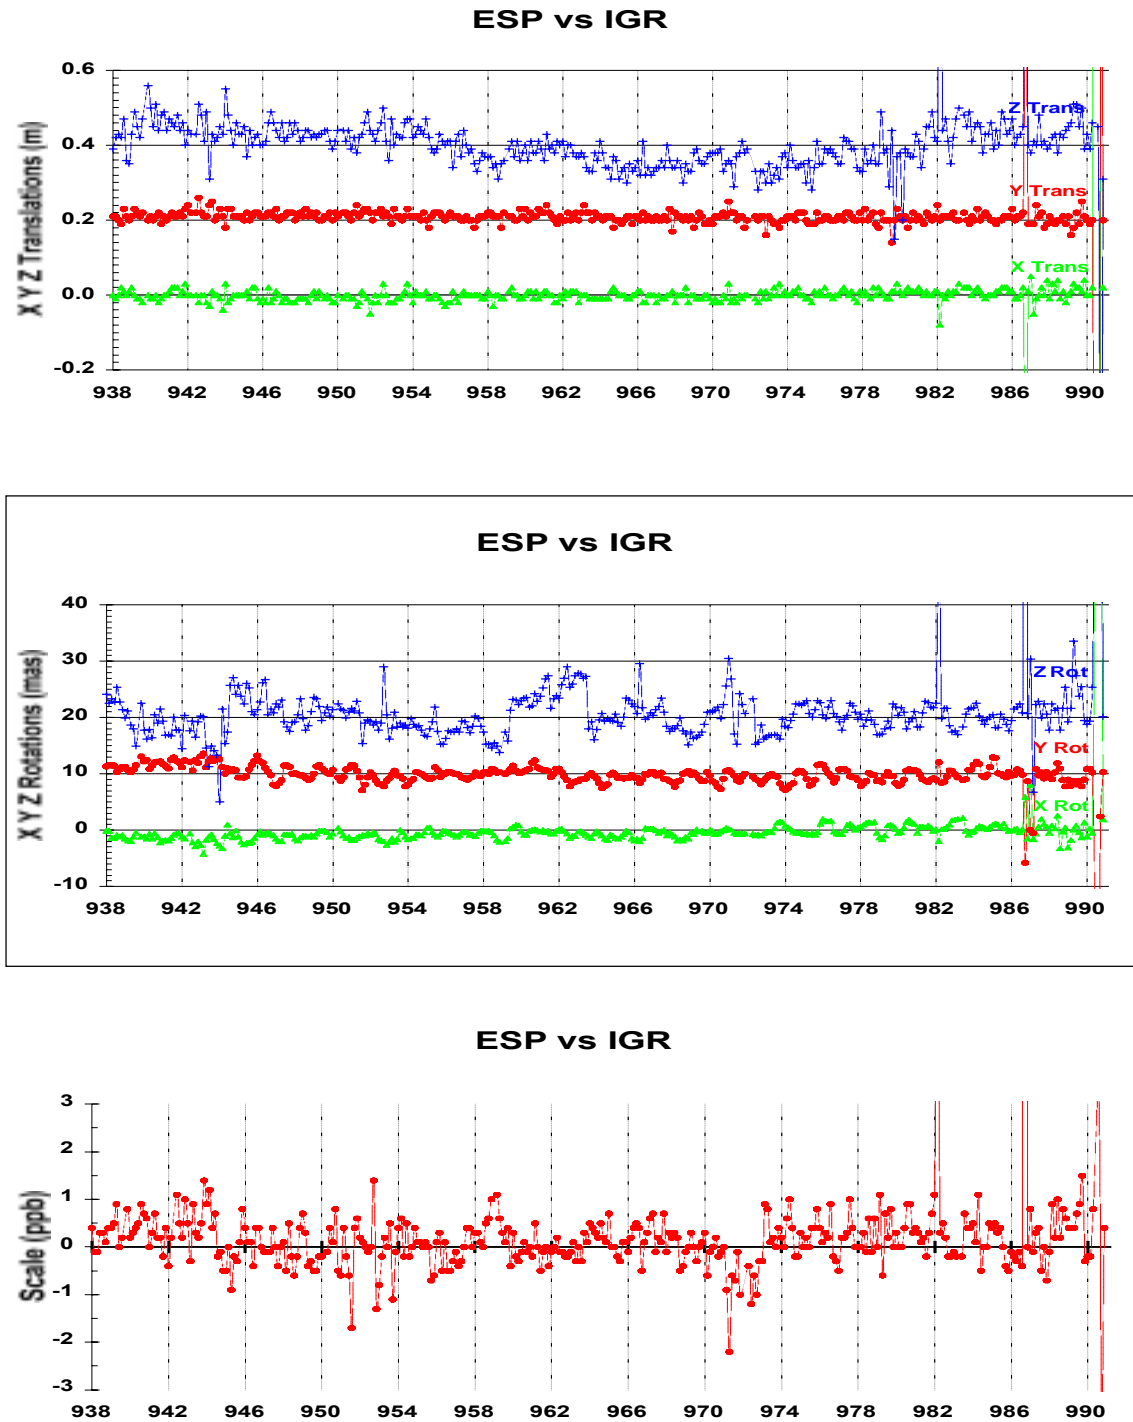 ESP vs IGR
0.6
Z Trans
0.4
Y Trans
0.2
X Trans
0.0
-0.2
X Y Z Translations (m)
938 942 946 950 954 958 962 966 970 974 978 982 986 990
ESP vs IGR
40
30
Z Rot
20
Y Rot
10
X Rot
0
-10
X Y Z Rotations (mas)
938 942 946 950 954 958 962 966 970 974 978 982 986 990
ESP vs IGR
3
2
1
0
-1
-2
-3
Scale (ppb)
938 942 946 950 954 958 962 966 970 974 978 982 986 990